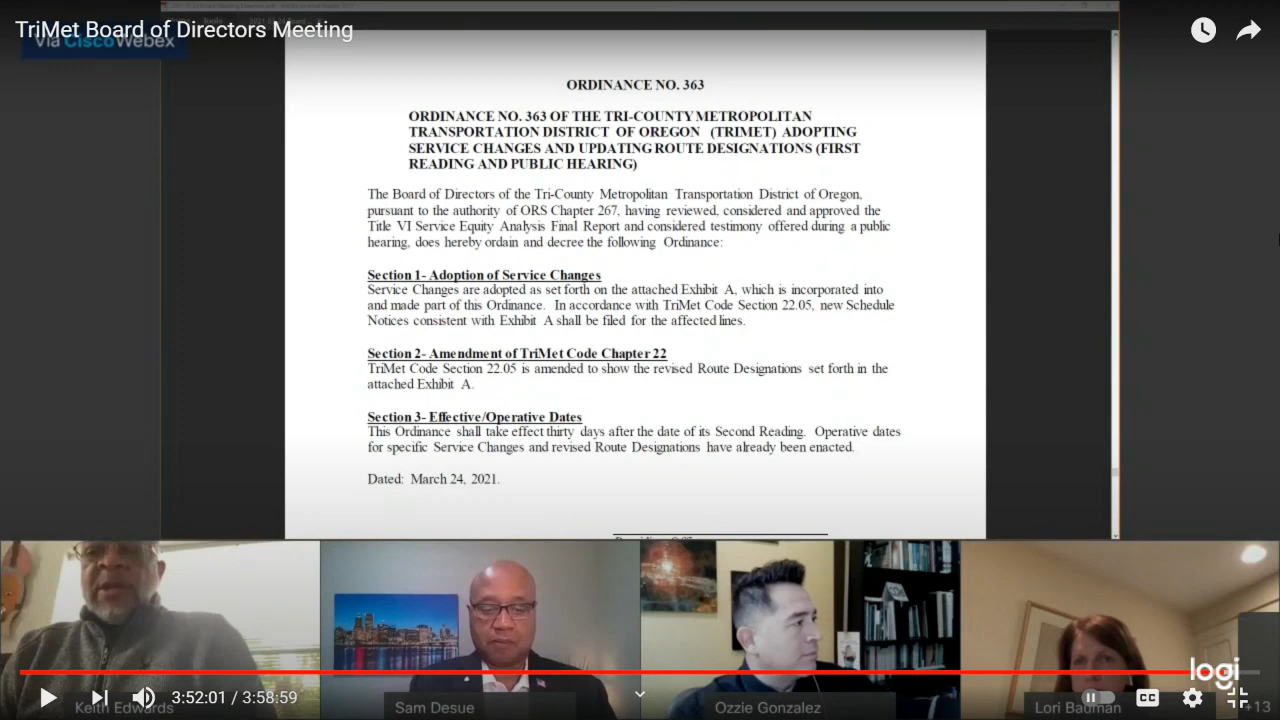 TriMet Board of Directors Meeting
Via Cisco Webex
ORDINANCE NO. 363
ORDINANCE NO. 363 OF THE TRI-COUNTY METROPOLITAN
TRANSPORTATION DISTRICT OF OREGON (TRIMET) ADOPTING
SERVICE CHANGES AND UPDATING ROUTE DESIGNATIONS (FIRST
READING AND PUBLIC HEARING)
The Board of Directors of the Tri-County Metropolitan Transportation District of Oregon,
pursuant to the authority of ORS Chapter 267, having reviewed, considered and approved the
Title VI Service Equity Analysis Final Report and considered testimony offered during a public
hearing, does hereby ordain and decree the following Ordinance:
Section 1- Adoption of Service Changes
Service Changes are adopted as set forth on the attached Exhibit A, which is incorporated into
and made part of this Ordinance. In accordance with TriMet Code Section 22.05, new Schedule
Notices consistent with Exhibit A shall be filed for the affected lines.
Section 2- Amendment of TriMet Code Chapter 22
TriMet Code Section 22.05 is amended to show the revised Route Designations set forth in the
attached Exhibit A.
Section 3- Effective/Operative Dates
This Ordinance shall take effect thirty days after the date of its Second Reading. Operative dates
for specific Service Changes and revised Route Designations have already been enacted.
Dated: March 24, 2021.
logi
3:52:01 / 3:58:59
CC
Keith Edwards
Sam Desue
Ozzie Gonzalez
Lori Bauman
+13